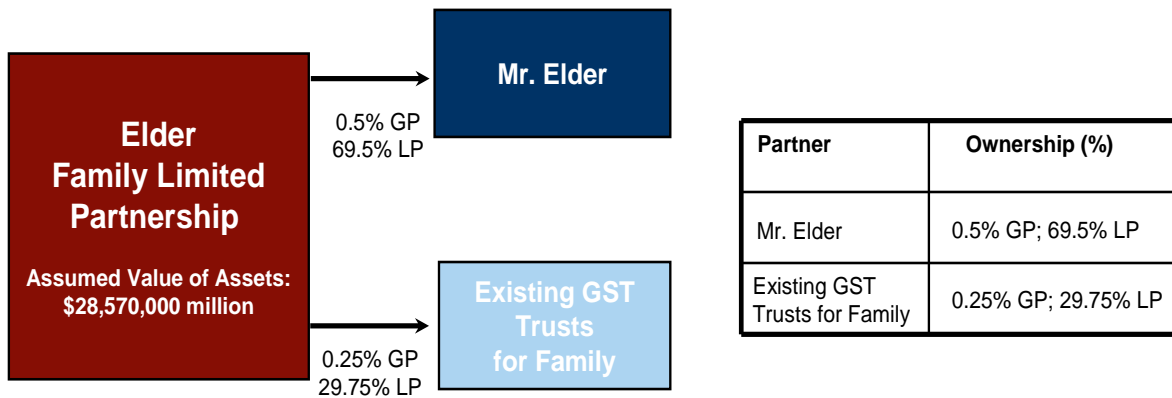 Elder
Family Limited
Partnership
Assumed Value of Assets:
$28,570,000 million
0.5% GP
69.5% LP
Mr. Elder
0.25% GP
29.75% LP
Existing GST
Trusts
for Family
Partner Ownership (%)
Mr. Elder 0.5% GP; 69.5% LP
Existing GST
Trusts for Family 0.25% GP; 29.75% LP